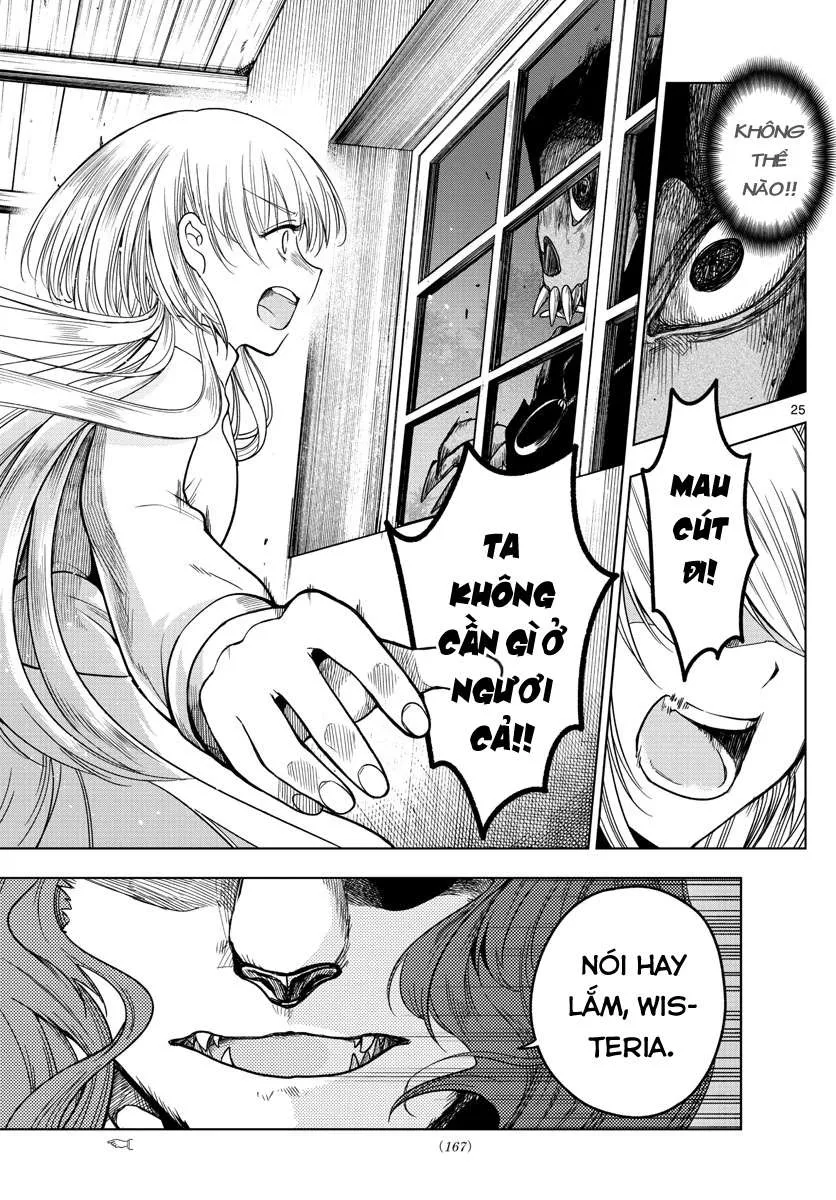 KHÔNG
THỂ
NÀO!!
25
MAU
CÚT
ĐI!
TA
KHÔNG
CẦN GÌ Ở
NGƯƠI
CẢ!!
NÓI HAY
LẮM, WIS-
TERIA.
(167)